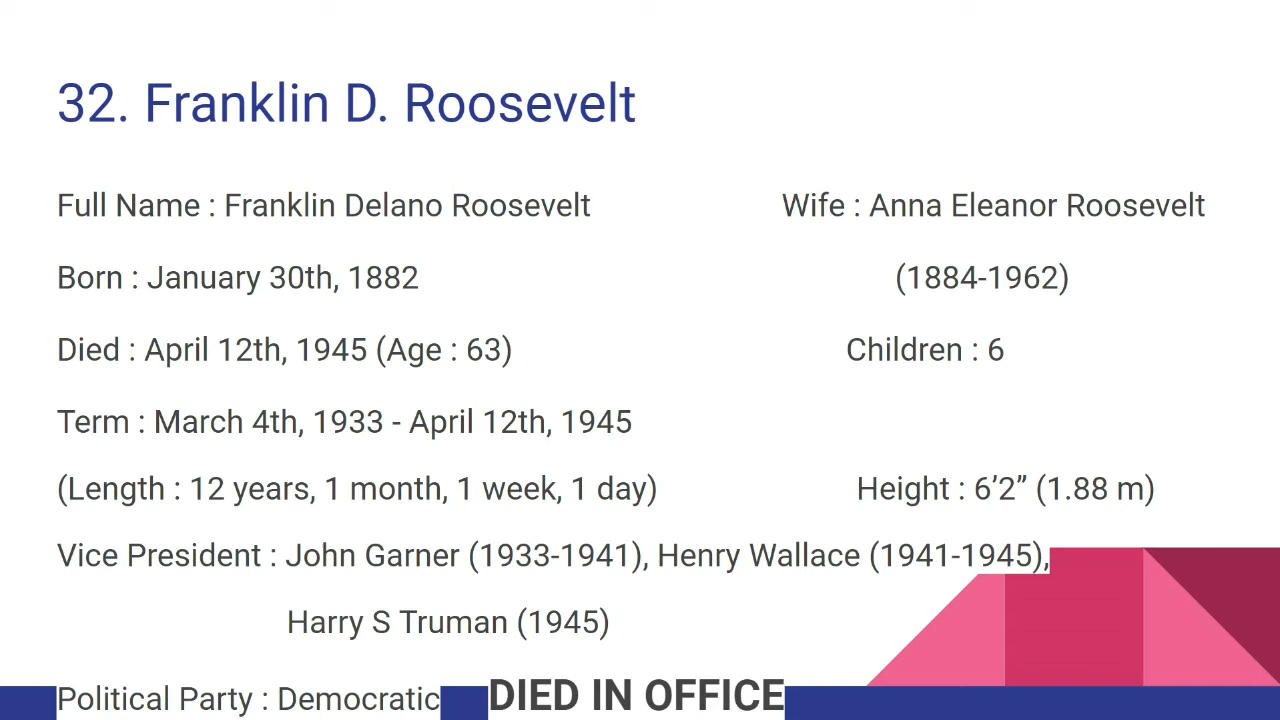 32. Franklin D. Roosevelt
Full Name : Franklin Delano Roosevelt
Wife : Anna Eleanor Roosevelt
Born : January 30th, 1882
(1884-1962)
Died : April 12th, 1945 (Age : 63)
Children : 6
Term : March 4th, 1933 - April 12th, 1945
(Length : 12 years, 1 month, 1 week, 1 day)
Height : 6’2” (1.88 m)
Vice President : John Garner (1933-1941), Henry Wallace (1941-1945),
Harry S Truman (1945)
Political Party : Democratic
DIED IN OFFICE